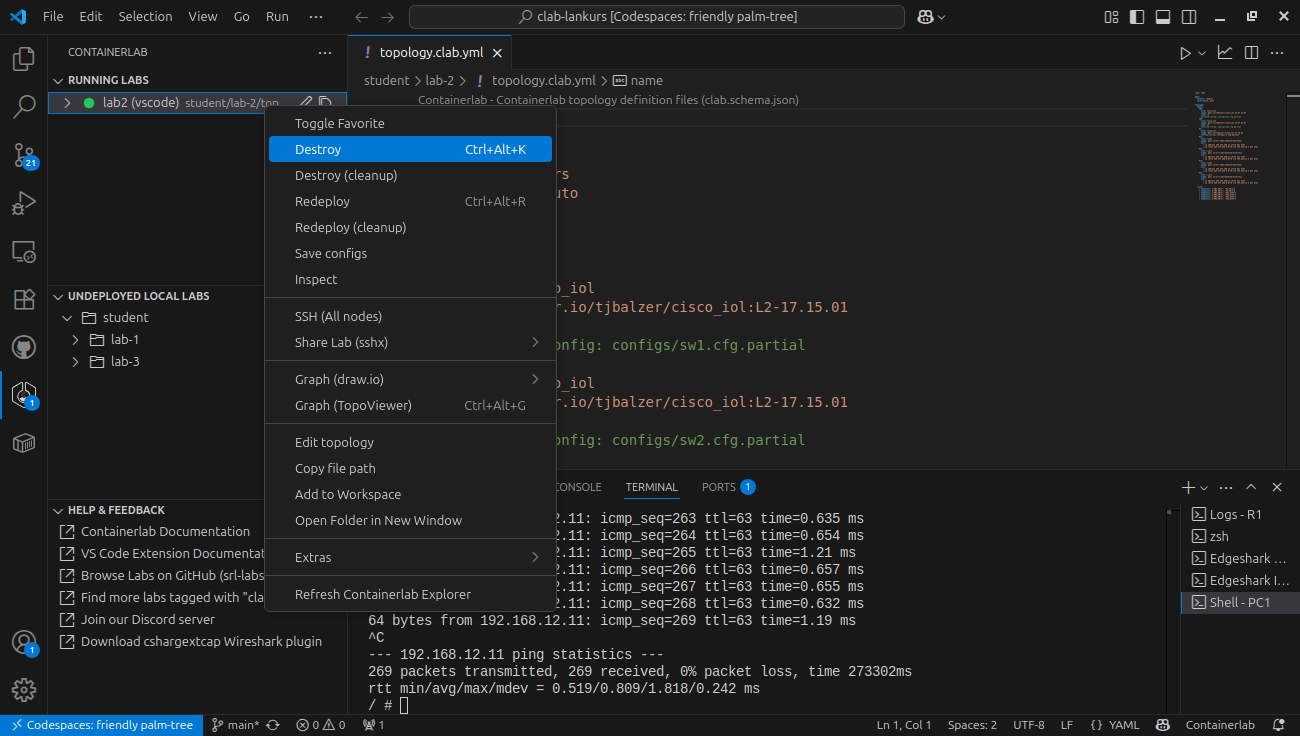 File Edit Selection View Go Run ··· clab-lankurs [Codespaces: friendly palm-tree]
CONTAINERLAB ···
RUNNING LABS
lab2 (vscode) student/lab-2/top
UNDEPLOYED LOCAL LABS
student
lab-1
lab-3
HELP & FEEDBACK
Containerlab Documentation
VS Code Extension Documentat
Browse Labs on GitHub (srl-labs
Find more labs tagged with "cla
Join our Discord server
Download cshargextcap Wireshark plugin
21
1
1
Toggle Favorite
Destroy Ctrl+Alt+K
Destroy (cleanup)
Redeploy Ctrl+Alt+R
Redeploy (cleanup)
Save configs
Inspect
SSH (All nodes)
Share Lab (sshx)
Graph (draw.io)
Graph (TopoViewer) Ctrl+Alt+G
Edit topology
Copy file path
Add to Workspace
Open Folder in New Window
Extras
Refresh Containerlab Explorer
! topology.clab.yml
student > lab-2 > ! topology.clab.yml > name
Containerlab - Containerlab topology definition files (clab.schema.json)
rs
uto
o_iol
r.io/tjbalzer/cisco_iol:L2-17.15.01
onfig: configs/sw1.cfg.partial
o_iol
r.io/tjbalzer/cisco_iol:L2-17.15.01
onfig: configs/sw2.cfg.partial
CONSOLE TERMINAL PORTS 1
2.11: icmp_seq=263 ttl=63 time=0.635 ms
2.11: icmp_seq=264 ttl=63 time=0.654 ms
2.11: icmp_seq=265 ttl=63 time=1.21 ms
2.11: icmp_seq=266 ttl=63 time=0.657 ms
2.11: icmp_seq=267 ttl=63 time=0.655 ms
2.11: icmp_seq=268 ttl=63 time=0.632 ms
64 bytes from 192.168.12.11: icmp_seq=269 ttl=63 time=1.19 ms
^C
--- 192.168.12.11 ping statistics ---
269 packets transmitted, 269 received, 0% packet loss, time 273302ms
rtt min/avg/max/mdev = 0.519/0.809/1.818/0.242 ms
/ #
Logs - R1
zsh
Edgeshark ...
Edgeshark I...
Shell - PC1
Codespaces: friendly palm-tree main* 0 0 1 Ln 1, Col 1 Spaces: 2 UTF-8 LF {} YAML Containerlab